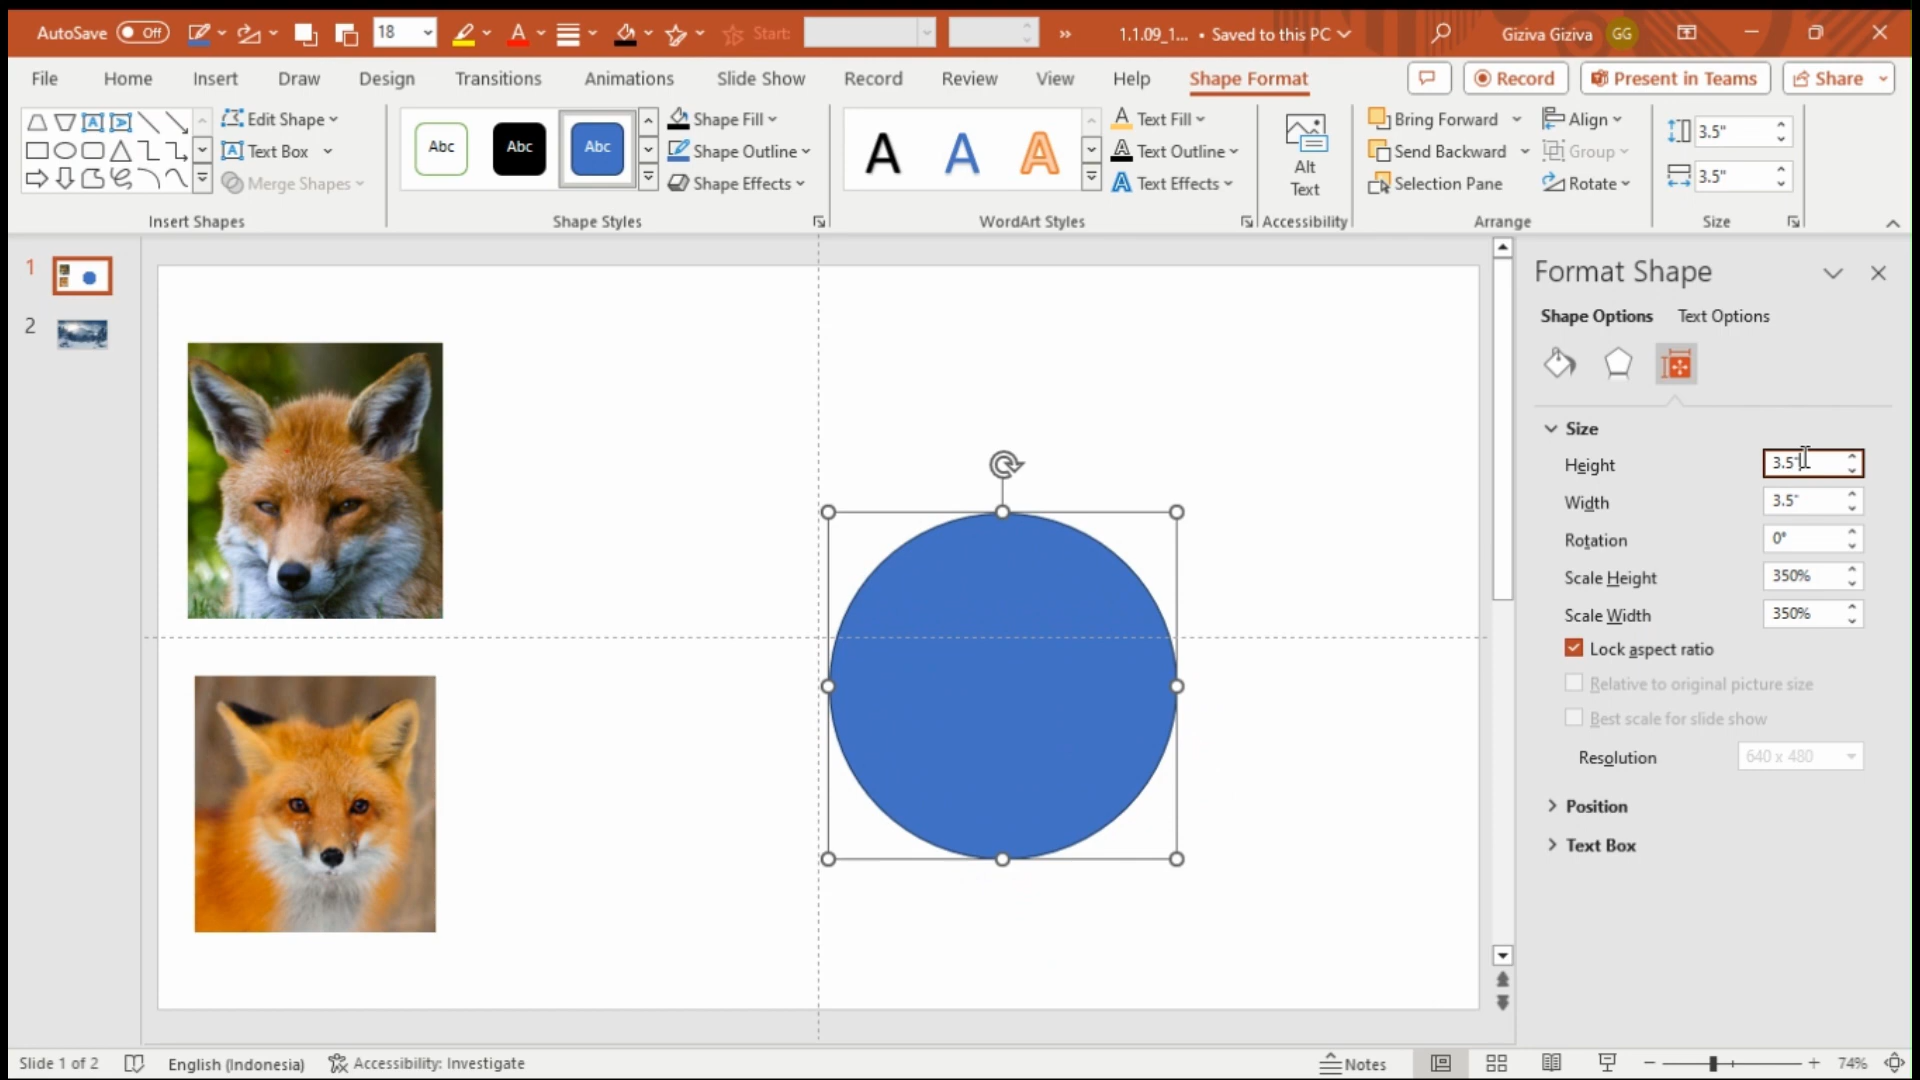 AutoSave Off 18 Start: 1.1.09_1... • Saved to this PC Giziva Giziva GG
File Home Insert Draw Design Transitions Animations Slide Show Record Review View Help Shape Format Record Present in Teams Share
Edit Shape Abc Abc Abc Shape Fill A A A Text Fill Alt Text Bring Forward Align 3.5"
Text Box Shape Outline Text Outline Send Backward Group
Merge Shapes Shape Effects Text Effects Selection Pane Rotate 3.5"
Insert Shapes Shape Styles WordArt Styles Accessibility Arrange Size
1
2
Format Shape
Shape Options Text Options
Size
Height 3.5"
Width 3.5"
Rotation 0°
Scale Height 350%
Scale Width 350%
Lock aspect ratio
Relative to original picture size
Best scale for slide show
Resolution 640 x 480
Position
Text Box
Slide 1 of 2 English (Indonesia) Accessibility: Investigate Notes 74%